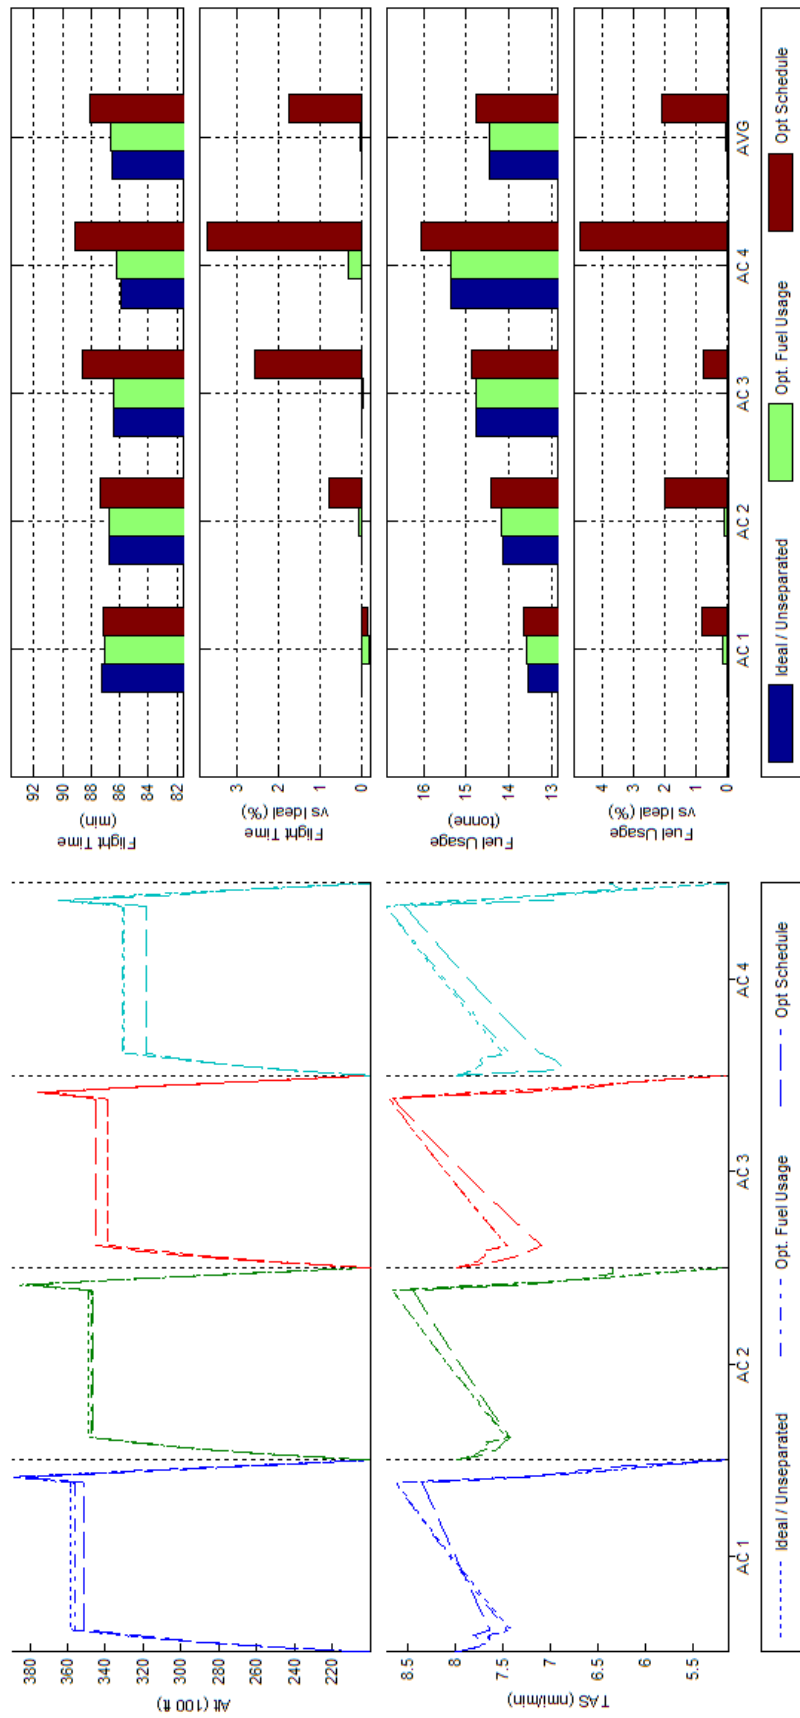 Alt (100 ft)
380
360
340
320
300
280
260
240
220
TAS (nmi/min)
8.5
8
7.5
7
6.5
6
5.5
AC 1
AC 2
AC 3
AC 4
Ideal / Unseparated
Opt. Fuel Usage
Opt Schedule
Flight Time
(min)
92
90
88
86
84
82
Flight Time
vs Ideal (%)
3
2
1
0
Fuel Usage
(tonne)
16
15
14
13
Fuel Usage
vs Ideal (%)
4
3
2
1
0
AC 1
AC 2
AC 3
AC 4
AVG
Ideal / Unseparated
Opt. Fuel Usage
Opt Schedule